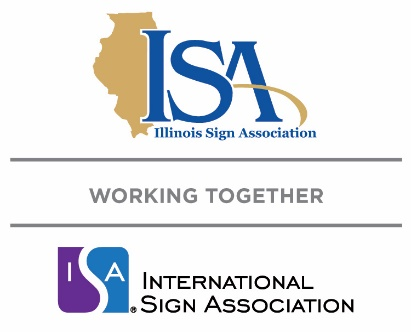 ISA
Illinois Sign Association
WORKING TOGETHER
ISA®
INTERNATIONAL
SIGN ASSOCIATION